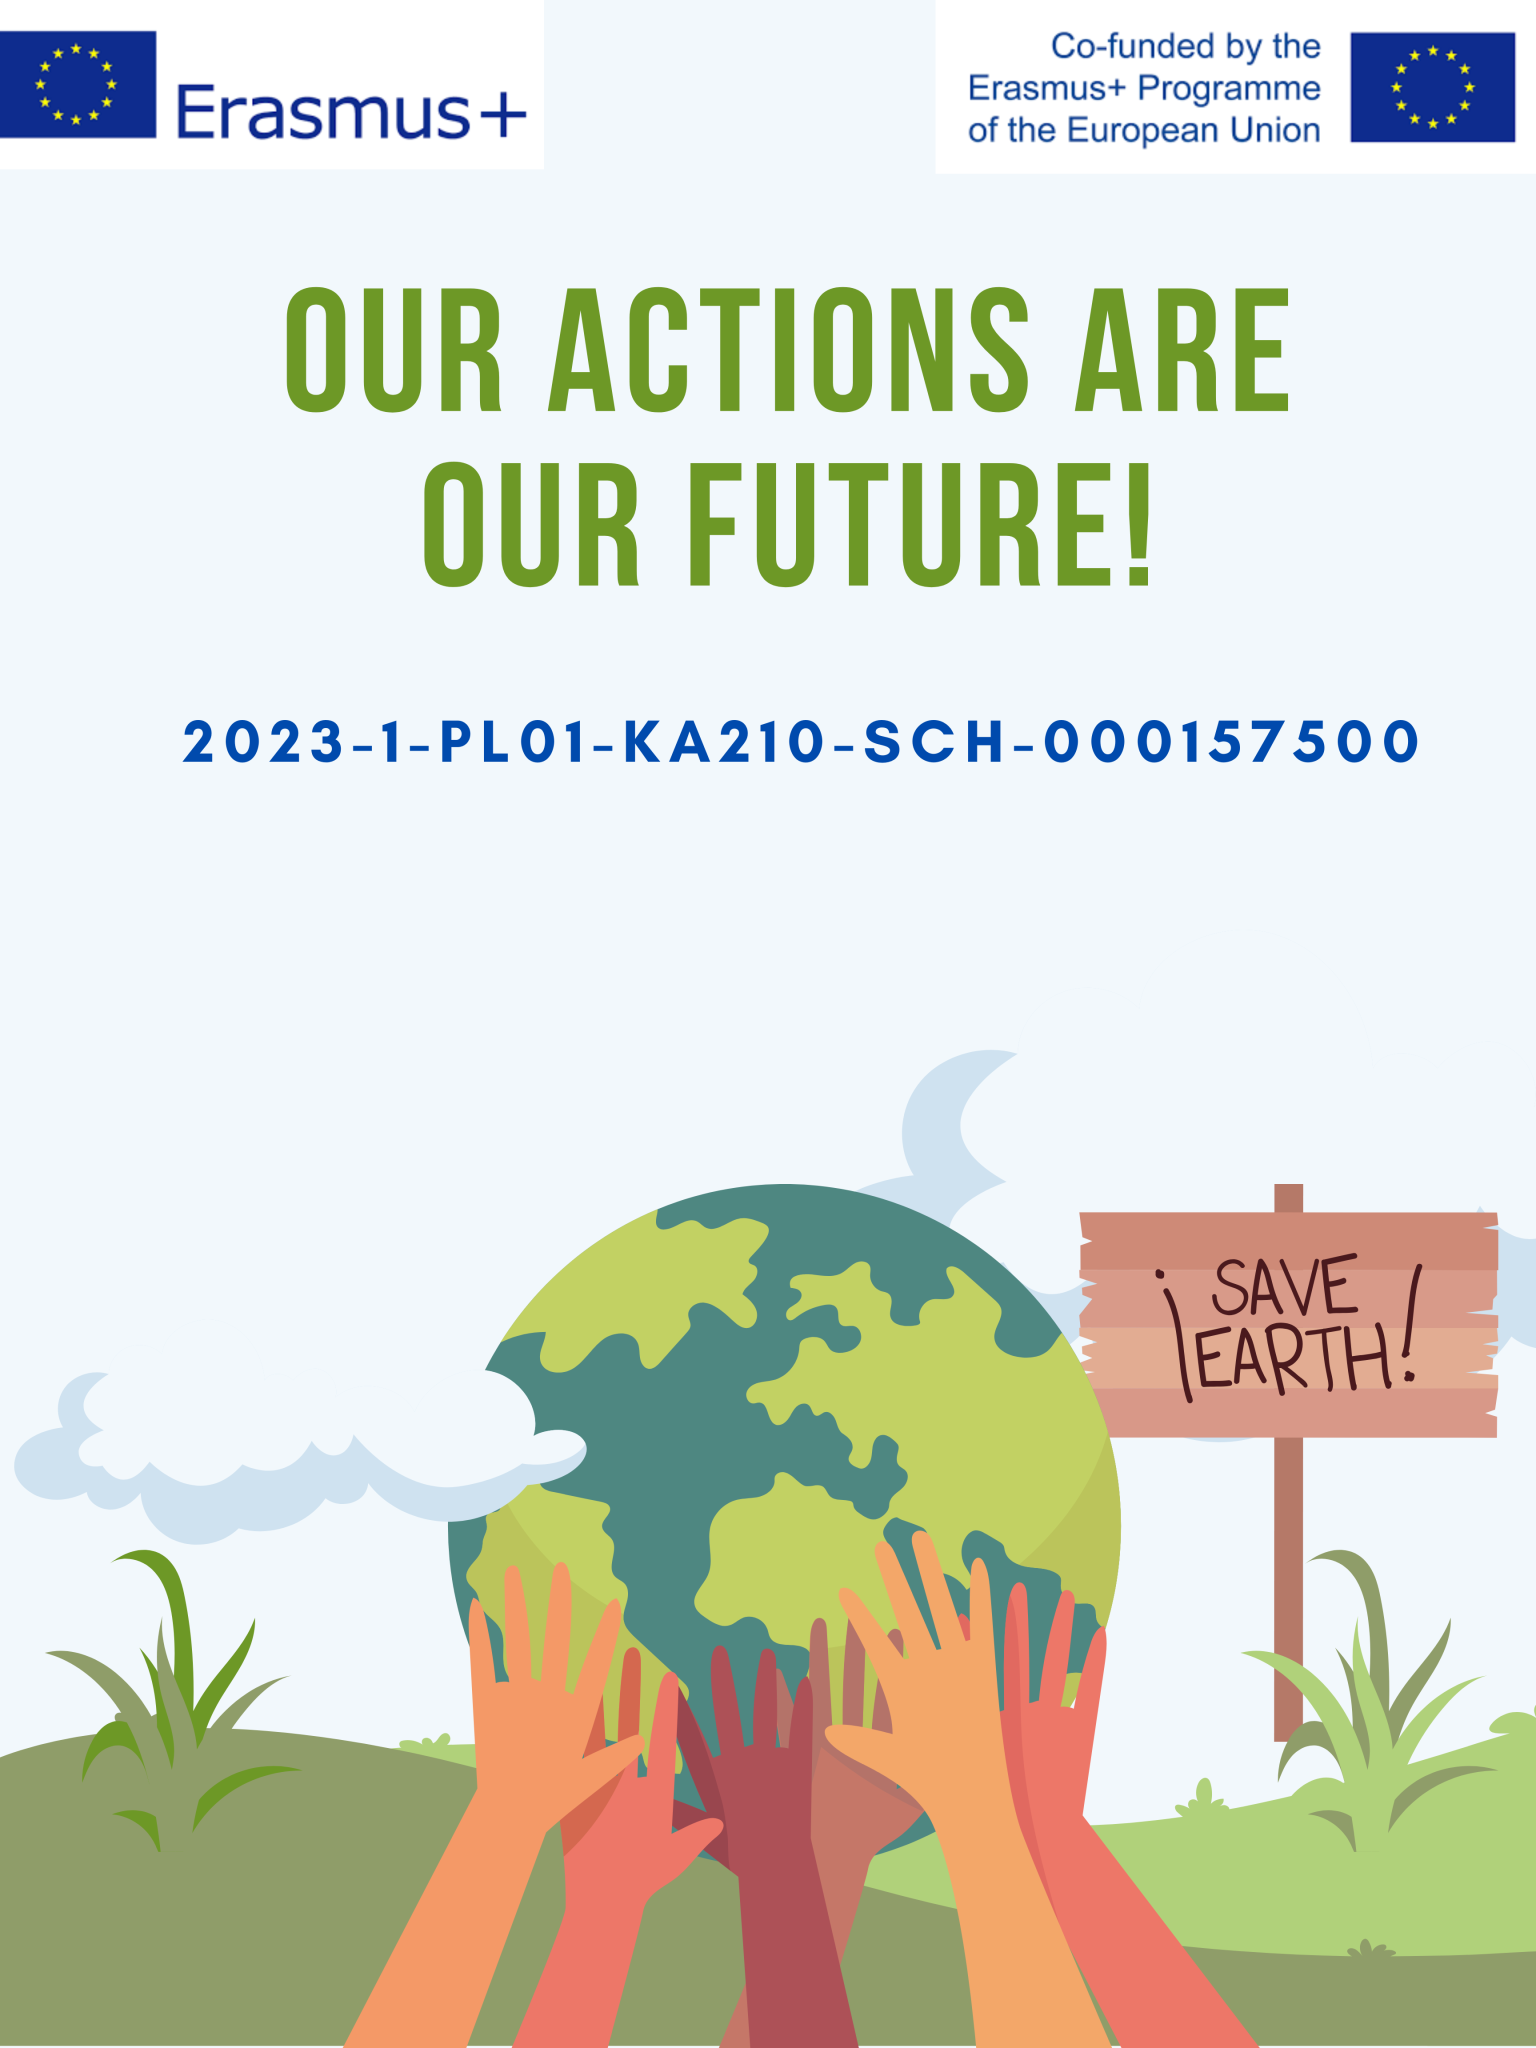 Erasmus+
Co-funded by the
Erasmus+ Programme
of the European Union
OUR ACTIONS ARE
OUR FUTURE!
2023-1-PL01-KA210-SCH-000157500
¡SAVE
EARTH!